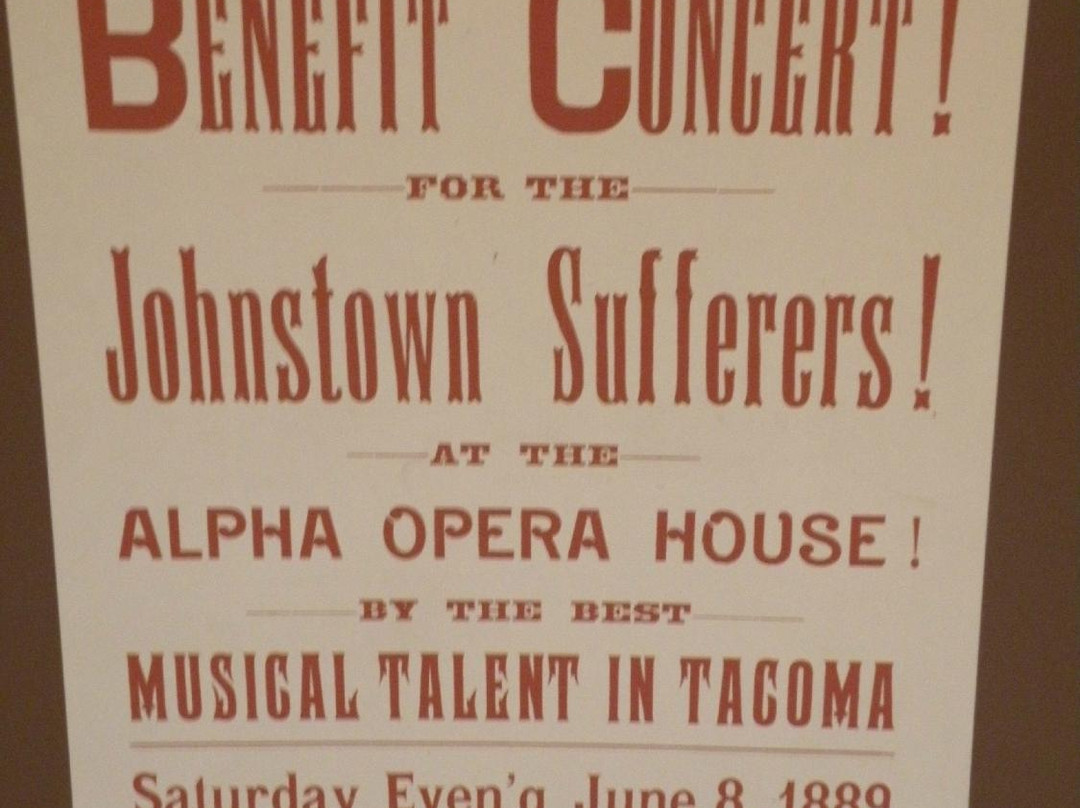 BENEFIT CONCERT!
FOR THE
Johnstown Sufferers!
AT THE
ALPHA OPERA HOUSE!
BY THE BEST
MUSICAL TALENT IN TACOMA
Saturday Even'g June 8, 1889